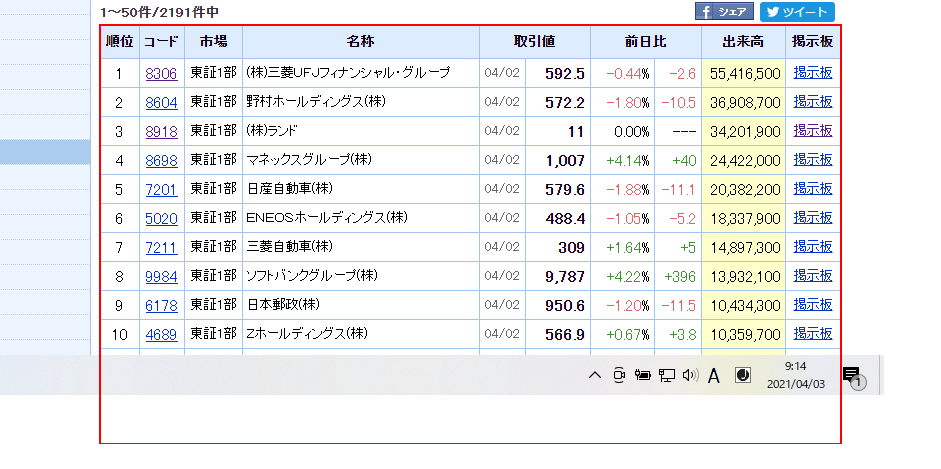 1～50件/2191件中
シェア ツイート
順位 コード 市場 名称 取引値 前日比 出来高 掲示板
1 8306 東証1部 (株)三菱UFJフィナンシャル・グループ 04/02 592.5 -0.44% -2.6 55,416,500 掲示板
2 8604 東証1部 野村ホールディングス(株) 04/02 572.2 -1.80% -10.5 36,908,700 掲示板
3 8918 東証1部 (株)ランド 04/02 11 0.00% --- 34,201,900 掲示板
4 8698 東証1部 マネックスグループ(株) 04/02 1,007 +4.14% +40 24,422,000 掲示板
5 7201 東証1部 日産自動車(株) 04/02 579.6 -1.88% -11.1 20,382,200 掲示板
6 5020 東証1部 ENEOSホールディングス(株) 04/02 488.4 -1.05% -5.2 18,337,900 掲示板
7 7211 東証1部 三菱自動車(株) 04/02 309 +1.64% +5 14,897,300 掲示板
8 9984 東証1部 ソフトバンクグループ(株) 04/02 9,787 +4.22% +396 13,932,100 掲示板
9 6178 東証1部 日本郵政(株) 04/02 950.6 -1.20% -11.5 10,434,300 掲示板
10 4689 東証1部 Zホールディングス(株) 04/02 566.9 +0.67% +3.8 10,359,700 掲示板
A 9:14 1
2021/04/03